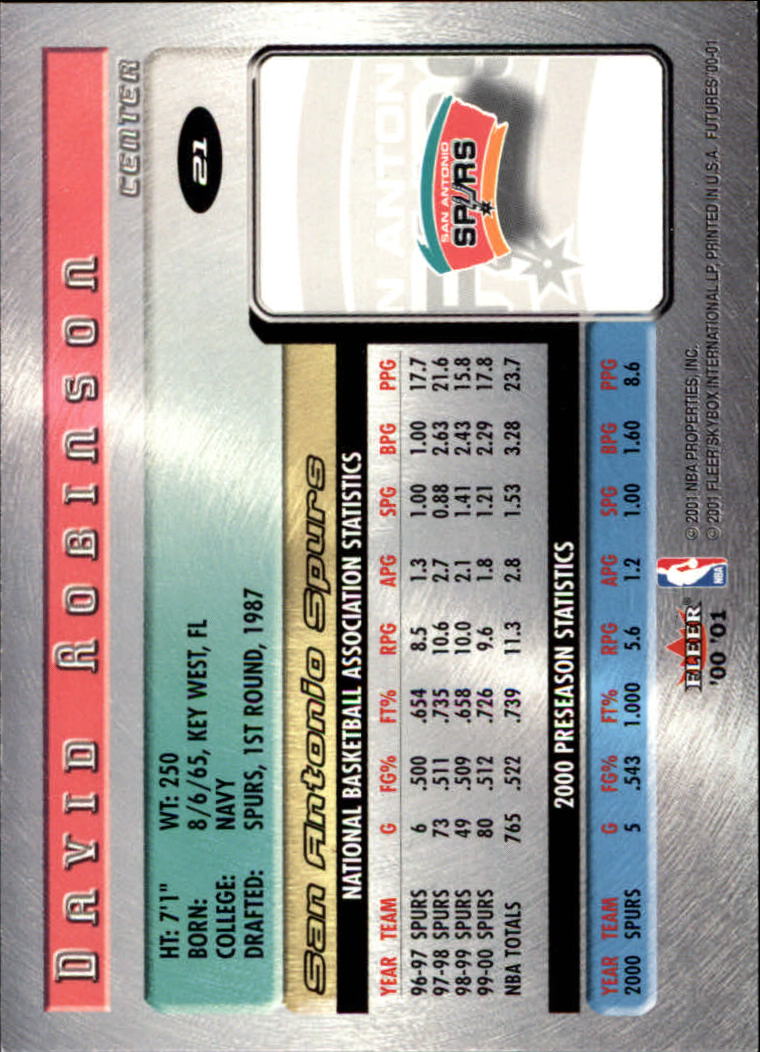 DAVID ROBINSON
CENTER
21
HT: 7'1" WT: 250
BORN: 8/6/65, KEY WEST, FL
COLLEGE: NAVY
DRAFTED: SPURS, 1ST ROUND, 1987
SAN ANTONIO
SPURS
San Antonio Spurs
NATIONAL BASKETBALL ASSOCIATION STATISTICS
YEAR TEAM G FG% FT% RPG APG SPG BPG PPG
96-97 SPURS 6 .500 .654 8.5 1.3 1.00 1.00 17.7
97-98 SPURS 73 .511 .735 10.6 2.7 0.88 2.63 21.6
98-99 SPURS 49 .509 .658 10.0 2.1 1.41 2.43 15.8
99-00 SPURS 80 .512 .726 9.6 1.8 1.21 2.29 17.8
NBA TOTALS 765 .522 .739 11.3 2.8 1.53 3.28 23.7
2000 PRESEASON STATISTICS
YEAR TEAM G FG% FT% RPG APG SPG BPG PPG
2000 SPURS 5 .543 1.000 5.6 1.2 1.00 1.60 8.6
FLEER®
'00 '01
NBA
© 2001 NBA PROPERTIES, INC.
© 2001 FLEER/SKYBOX INTERNATIONAL LP, PRINTED IN U.S.A. FUTURES '00-01